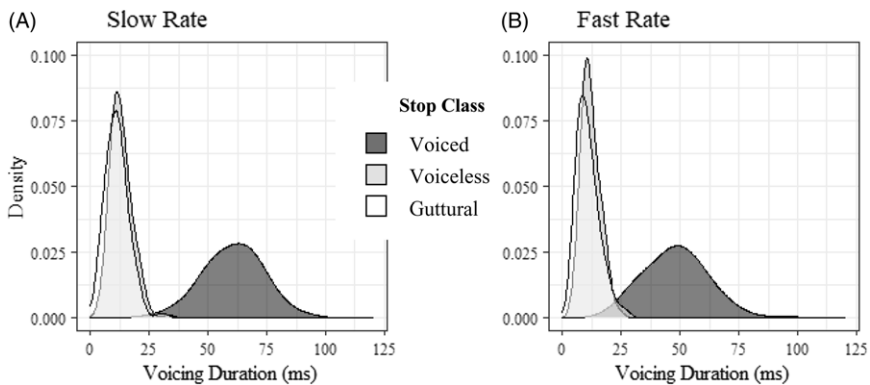 (A) Slow Rate
0.100
0.075
0.050
0.025
0.000
Density
0 25 50 75 100 125
Voicing Duration (ms)
Stop Class
Voiced
Voiceless
Guttural
(B) Fast Rate
0.100
0.075
0.050
0.025
0.000
0 25 50 75 100 125
Voicing Duration (ms)